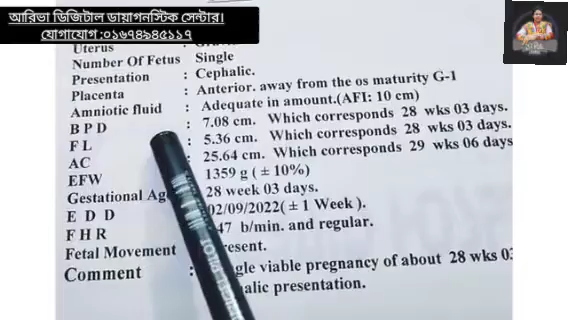 আরিভা ডিজিটাল ডায়াগনস্টিক সেন্টার।
যোগাযোগ :০১৬৭৪৯৪৫১১৭
Uterus :
Number Of Fetus : Single
Presentation : Cephalic.
Placenta : Anterior. away from the os maturity G-1
Amniotic fluid : Adequate in amount.(AFI: 10 cm)
B P D : 7.08 cm. Which corresponds 28 wks 03 days.
F L : 5.36 cm. Which corresponds 28 wks 03 days.
AC : 25.64 cm. Which corresponds 29 wks 06 days
EFW 1359 g ( ± 10%)
Gestational 28 week 03 days.
E D D 02/09/2022( ± 1 Week ).
F H R 47 b/min. and regular.
Fetal Movement resent.
Comment gle viable pregnancy of about 28 wks
alic presentation.